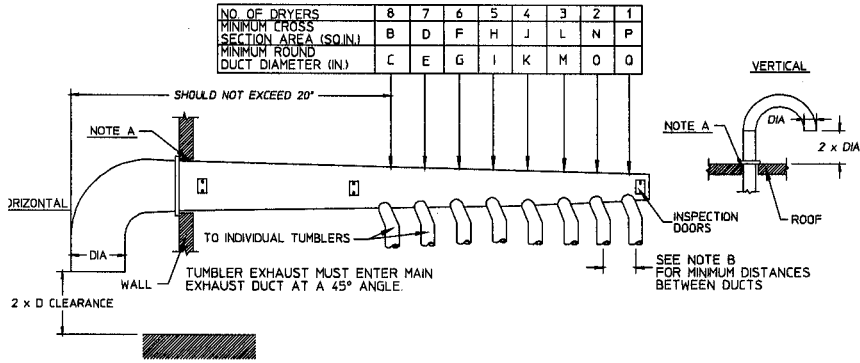 NO. OF DRYERS 8 7 6 5 4 3 2 1
MINIMUM CROSS
SECTION AREA (SQ.IN.) B D F H J L N P
MINIMUM ROUND
DUCT DIAMETER (IN.) C E G I K M O Q
SHOULD NOT EXCEED 20"
NOTE A
ORIZONTAL
DIA
WALL
2 x D CLEARANCE
TO INDIVIDUAL TUMBLERS
TUMBLER EXHAUST MUST ENTER MAIN
EXHAUST DUCT AT A 45° ANGLE.
INSPECTION
DOORS
SEE NOTE B
FOR MINIMUM DISTANCES
BETWEEN DUCTS
VERTICAL
NOTE A
DIA
2 x DIA
ROOF